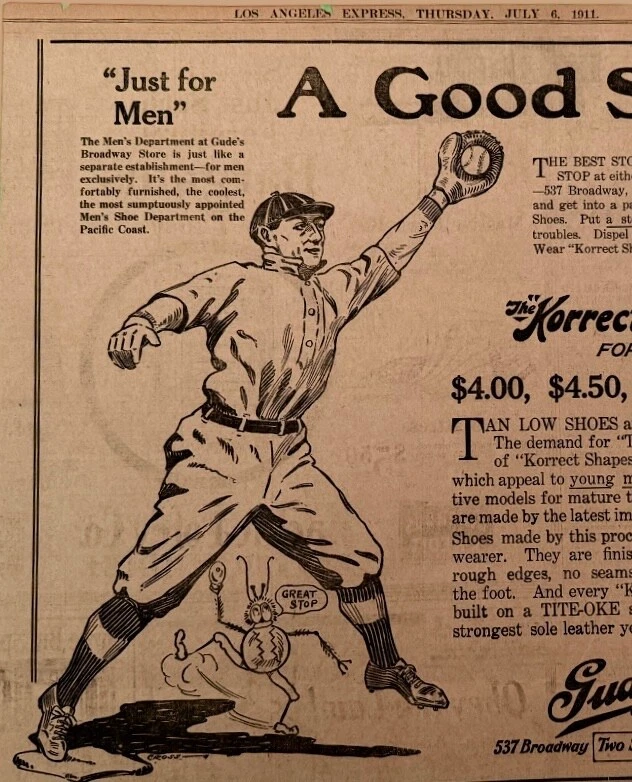 LOS ANGELES EXPRESS, THURSDAY, JULY 6, 1911.
"Just for
Men"
The Men's Department at Gude's
Broadway Store is just like a
separate establishment—for men
exclusively. It's the most com-
fortably furnished, the coolest,
the most sumptuously appointed
Men's Shoe Department on the
Pacific Coast.
A Good S
THE BEST STO
STOP at eithe
—537 Broadway,
and get into a pa
Shoes. Put a st
troubles. Dispel
Wear "Korrect Sh
"The Korrect
FOR
$4.00, $4.50,
TAN LOW SHOES a
The demand for "T
of "Korrect Shapes
which appeal to young m
tive models for mature t
are made by the latest im
Shoes made by this proc
wearer. They are finis
rough edges, no seams
the foot. And every "K
built on a TITE-OKE s
strongest sole leather ye
GREAT
STOP
CROSS
Gud
537 Broadway Two S